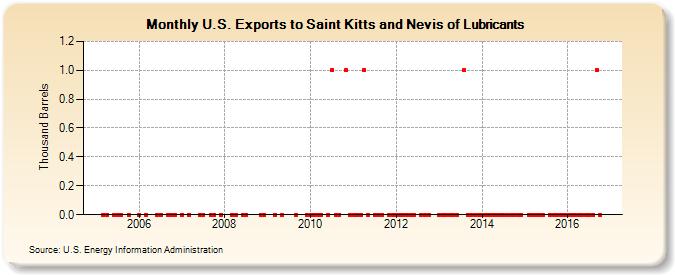 Monthly U.S. Exports to Saint Kitts and Nevis of Lubricants
Thousand Barrels
1.2
1.0
0.8
0.6
0.4
0.2
0.0
2006 2008 2010 2012 2014 2016
Source: U.S. Energy Information Administration